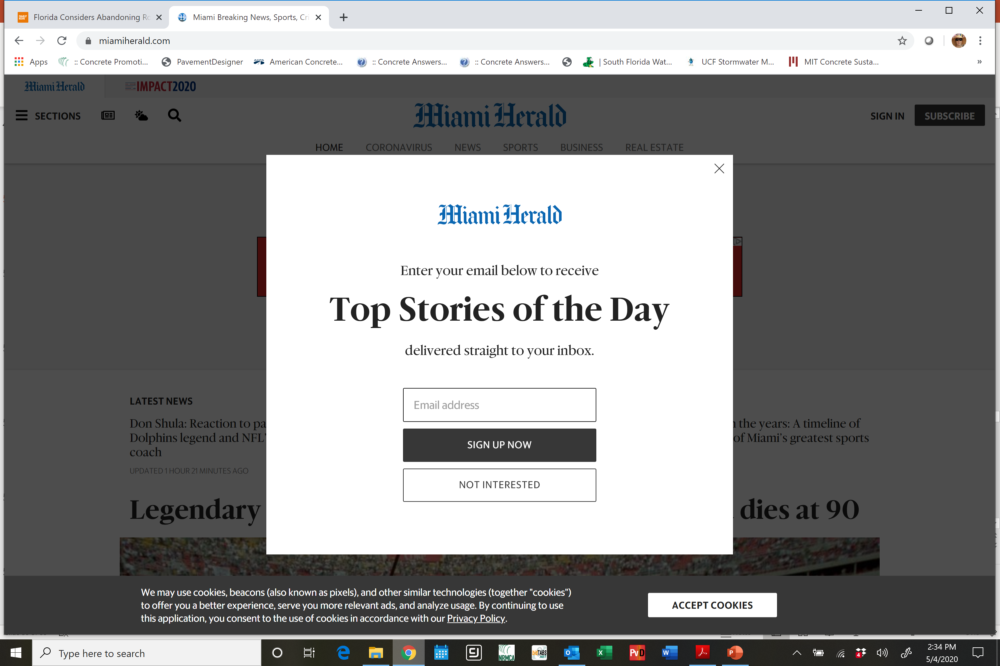 Florida Considers Abandoning Ro
Miami Breaking News, Sports, Cri
miamiherald.com
Apps
:: Concrete Promoti...
PavementDesigner
American Concrete...
:: Concrete Answers...
:: Concrete Answers...
| South Florida Wat...
UCF Stormwater M...
MIT Concrete Susta...
»
Miami Herald
IMPACT2020
SECTIONS
Miami Herald
SIGN IN
SUBSCRIBE
HOME
CORONAVIRUS
NEWS
SPORTS
BUSINESS
REAL ESTATE
Miami Herald
Enter your email below to receive
Top Stories of the Day
delivered straight to your inbox.
Email address
SIGN UP NOW
NOT INTERESTED
LATEST NEWS
Don Shula: Reaction to pa
Dolphins legend and NFL'
coach
UPDATED 1 HOUR 21 MINUTES AGO
the years: A timeline of
of Miami's greatest sports
Legendary
dies at 90
We may use cookies, beacons (also known as pixels), and other similar technologies (together "cookies")
to offer you a better experience, serve you more relevant ads, and analyze usage. By continuing to use
this application, you consent to the use of cookies in accordance with our Privacy Policy.
ACCEPT COOKIES
Type here to search
NRMCA
2:34 PM
5/4/2020